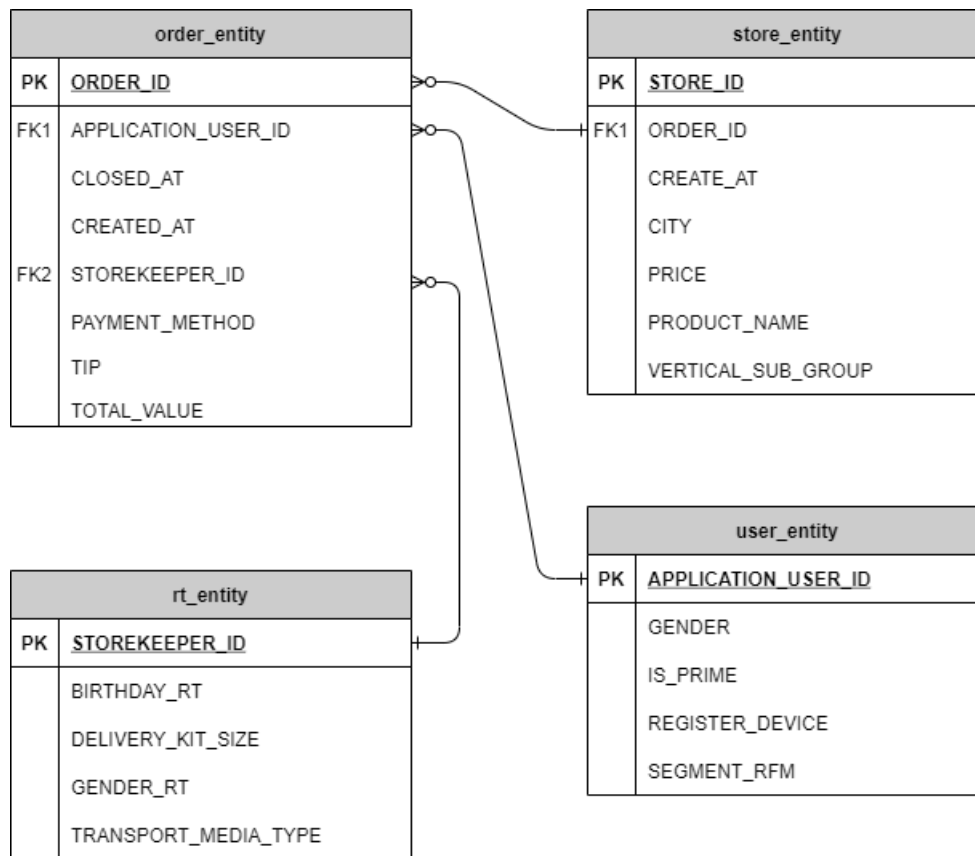 order_entity
PK ORDER_ID
FK1 APPLICATION_USER_ID
CLOSED_AT
CREATED_AT
FK2 STOREKEEPER_ID
PAYMENT_METHOD
TIP
TOTAL_VALUE
store_entity
PK STORE_ID
FK1 ORDER_ID
CREATE_AT
CITY
PRICE
PRODUCT_NAME
VERTICAL_SUB_GROUP
rt_entity
PK STOREKEEPER_ID
BIRTHDAY_RT
DELIVERY_KIT_SIZE
GENDER_RT
TRANSPORT_MEDIA_TYPE
user_entity
PK APPLICATION_USER_ID
GENDER
IS_PRIME
REGISTER_DEVICE
SEGMENT_RFM